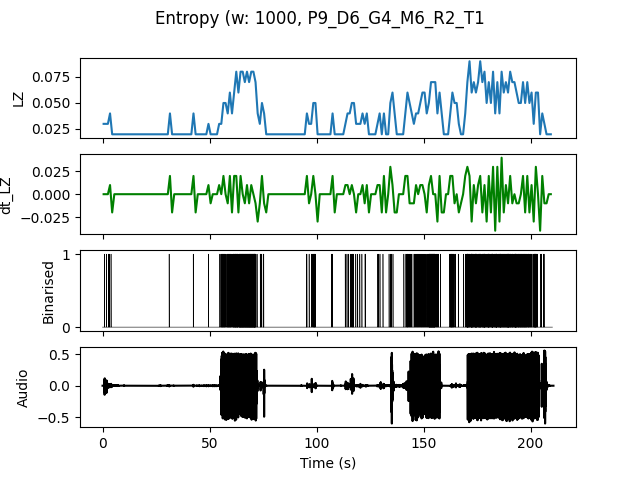 Entropy (w: 1000, P9_D6_G4_M6_R2_T1
0.075
0.050
0.025
LZ
0.025
0.000
−0.025
dt_LZ
1
0
Binarised
0.5
0.0
−0.5
Audio
0 50 100 150 200
Time (s)